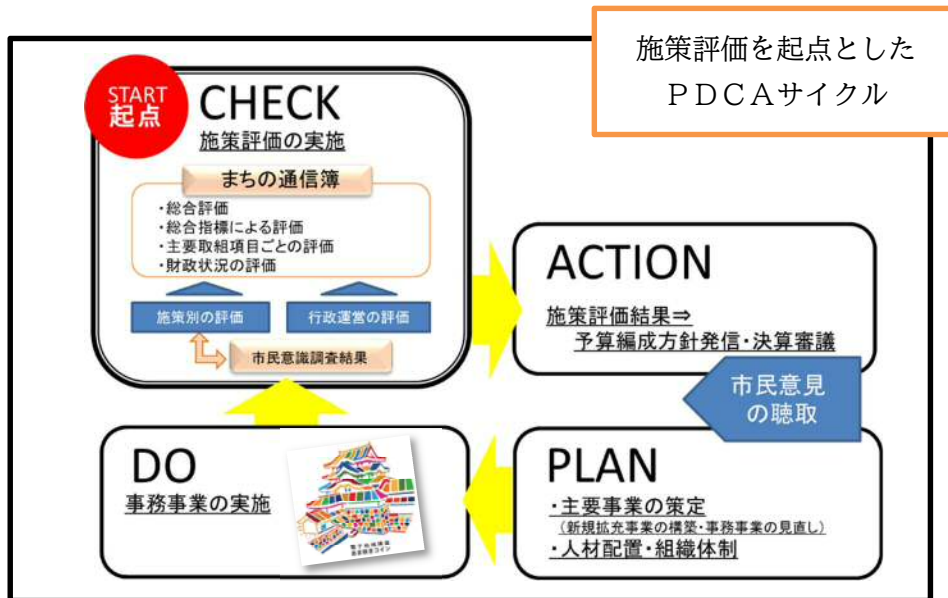 施策評価を起点とした
ＰＤＣＡサイクル
START
起点
CHECK
施策評価の実施
まちの通信簿
・総合評価
・総合指標による評価
・主要取組項目ごとの評価
・財政状況の評価
施策別の評価
行政運営の評価
市民意識調査結果
ACTION
施策評価結果⇒
予算編成方針発信・決算審議
市民意見
の聴取
DO
事務事業の実施
PLAN
・主要事業の策定
（新規拡充事業の構築・事務事業の見直し）
・人材配置・組織体制